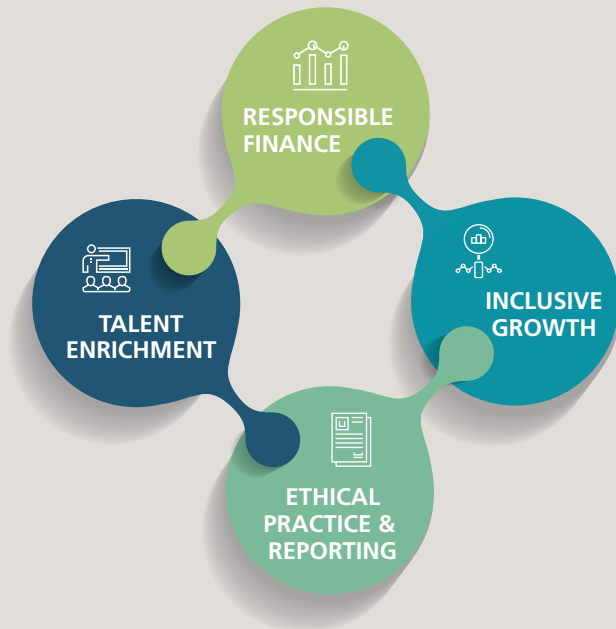 RESPONSIBLE
FINANCE
TALENT
ENRICHMENT
INCLUSIVE
GROWTH
ETHICAL
PRACTICE &
REPORTING